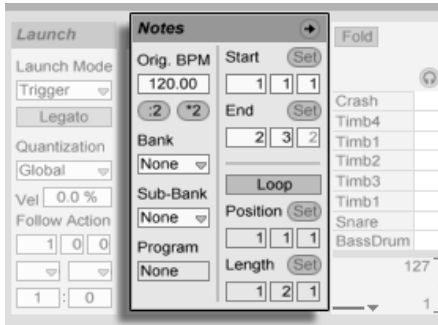 Launch
Launch Mode
Trigger
Legato
Quantization
Global
Vel 0.0 %
Follow Action
1 0 0
1 : 0
Notes
Orig. BPM
120.00
:2 *2
Bank
None
Sub-Bank
None
Program
None
Start Set
1 1 1
End Set
2 3 2
Loop
Position Set
1 1 1
Length Set
1 2 1
Fold
Crash
Timb4
Timb1
Timb2
Timb3
Timb1
Snare
BassDrum
127
1